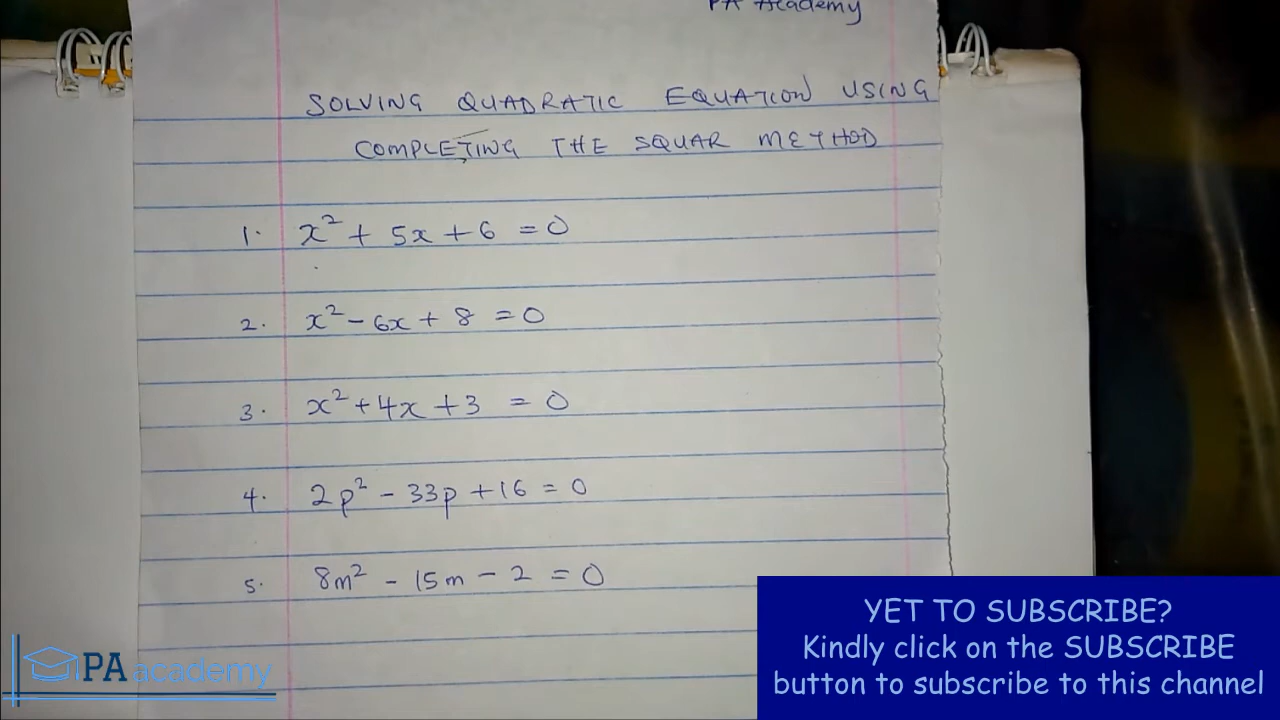 PA Academy
SOLVING QUADRATIC EQUATION USING
COMPLETING THE SQUAR METHOD
1. x² + 5x + 6 = 0
2. x² - 6x + 8 = 0
3. x² + 4x + 3 = 0
4. 2p² - 33p + 16 = 0
5. 8m² - 15m - 2 = 0
PA academy
YET TO SUBSCRIBE?
Kindly click on the SUBSCRIBE
button to subscribe to this channel